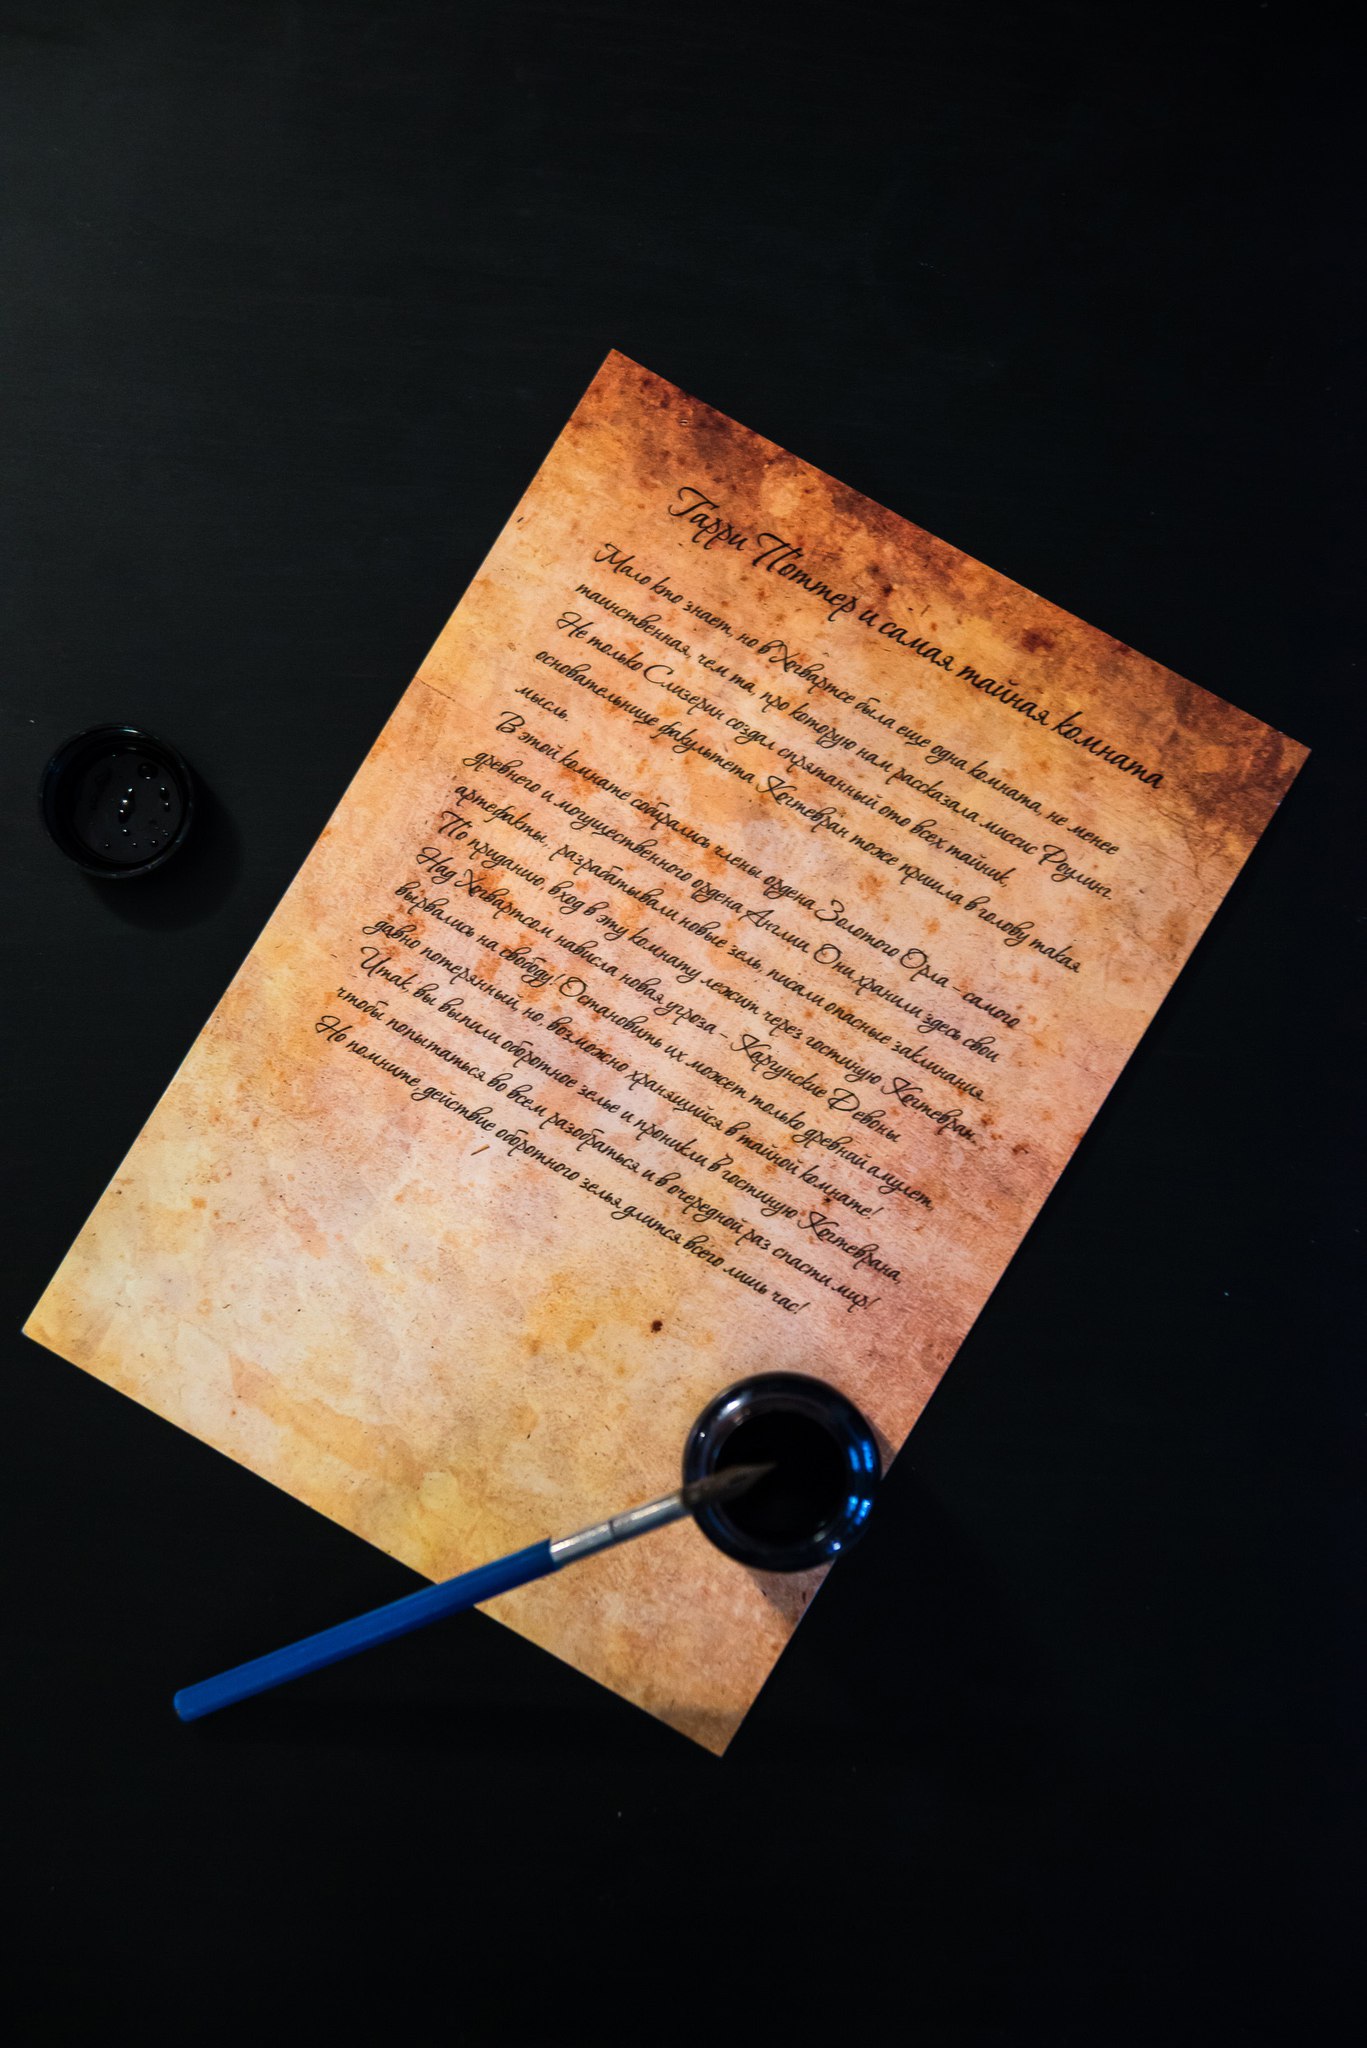 Гарри Поттер и самая тайная комната
Мало кто знает, но в Хогвартсе была еще одна комната, не менее
таинственная, чем та, про которую нам рассказала миссис Роулинг.
Не только Слизерин создал спрятанный ото всех тайник,
основательнице факультета Когтевран тоже пришла в голову такая
мысль.
В этой комнате собирались члены ордена Золотого Орла - самого
древнего и могущественного ордена Англии. Они хранили здесь свои
артефакты, разрабатывали новые зелья, писали опасные заклинания.
По приданию, вход в эту комнату лежит через гостиную Когтевран.
Над Хогвартсом нависла новая угроза - Каргунские Девоны
вырвались на свободу! Остановить их может только древний амулет,
давно потерянный, но, возможно хранящийся в тайной комнате!
Итак, вы выпили оборотное зелье и проникли в гостиную Когтеврана,
чтобы попытаться во всем разобраться и в очередной раз спасти мир!
Но помните, действие оборотного зелья длится всего лишь час!